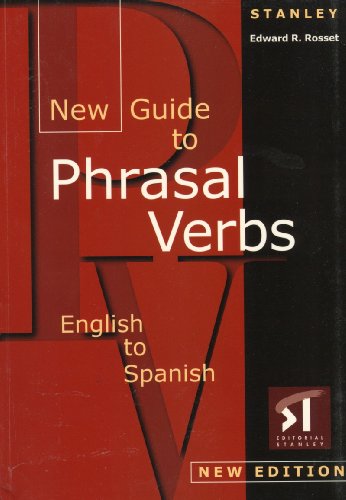 STANLEY
Edward R. Rosset
New Guide
to
Phrasal
Verbs
English
to
Spanish
EDITORIAL
STANLEY
NEW EDITION